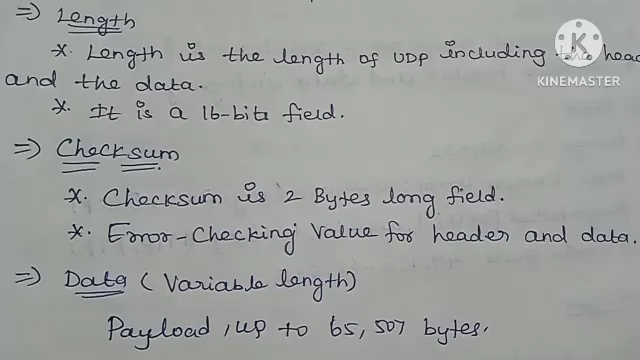 ⇒ Length
*. Length is the length of UDP including the head
and the data.
*. It is a 16-bits field.
⇒ Checksum
*. Checksum is 2 Bytes long field.
*. Error-Checking Value for header and data.
⇒ Data (Variable length)
Payload, up to 65,507 bytes.
KINEMASTER